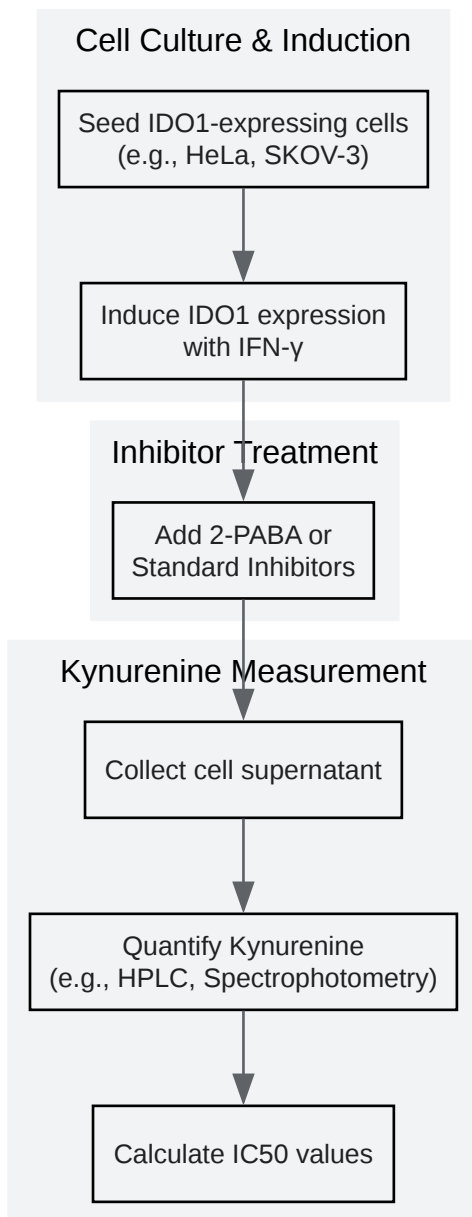 Cell Culture & Induction
Seed IDO1-expressing cells
(e.g., HeLa, SKOV-3)
Induce IDO1 expression
with IFN-γ
Inhibitor Treatment
Add 2-PABA or
Standard Inhibitors
Kynurenine Measurement
Collect cell supernatant
Quantify Kynurenine
(e.g., HPLC, Spectrophotometry)
Calculate IC50 values